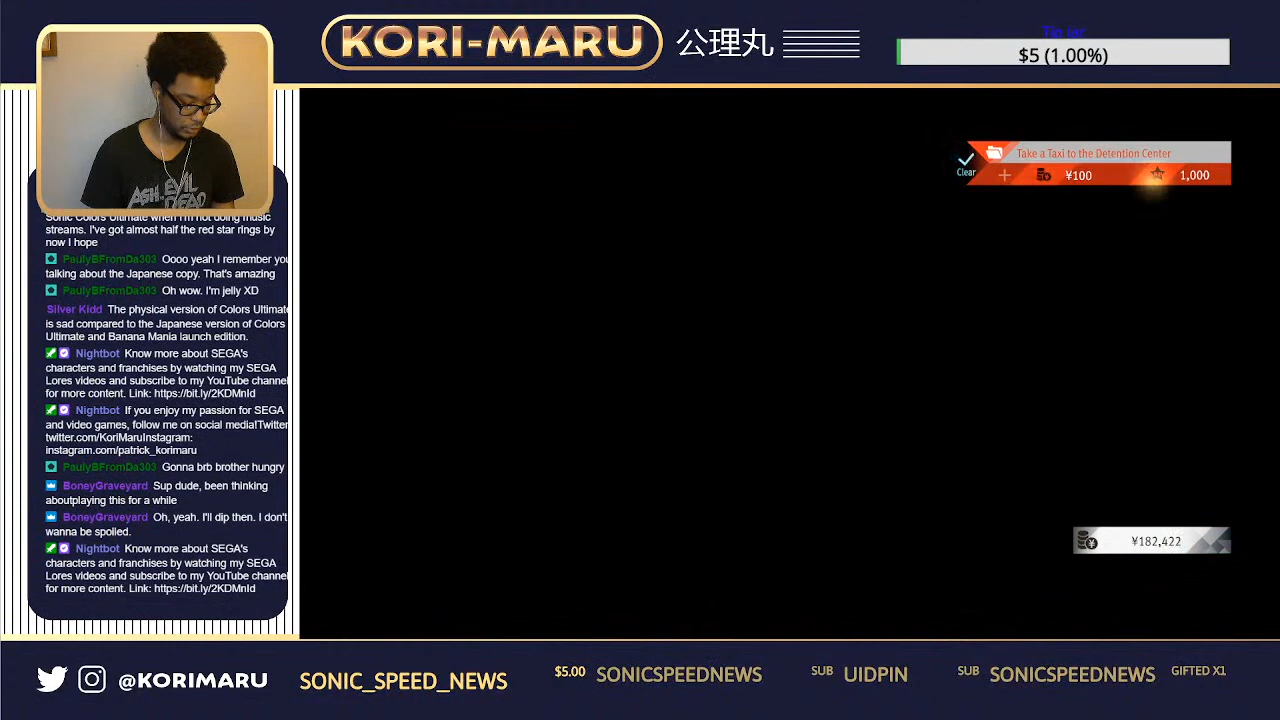 KORI-MARU 公理丸
Tip Jar
$5 (1.00%)
ASH EVIL
DEAD
Take a Taxi to the Detention Center
Clear
¥100 1,000
Sonic Colors Ultimate when I'm not doing music
streams. I've got almost half the red star rings by
now I hope
PaulyBFromDa303 Oooo yeah I remember you
talking about the Japanese copy. That's amazing
PaulyBFromDa303 Oh wow. I'm jelly XD
Silver Kidd The physical version of Colors Ultimate
is sad compared to the Japanese version of Colors
Ultimate and Banana Mania launch edition.
Nightbot Know more about SEGA's
characters and franchises by watching my SEGA
Lores videos and subscribe to my YouTube channel
for more content. Link: https://bit.ly/2KDMnId
Nightbot If you enjoy my passion for SEGA
and video games, follow me on social media!Twitter
twitter.com/KoriMaruInstagram:
instagram.com/patrick_korimaru
PaulyBFromDa303 Gonna brb brother hungry
BoneyGraveyard Sup dude, been thinking
aboutplaying this for a while
BoneyGraveyard Oh, yeah. I'll dip then. I don't
wanna be spoiled.
Nightbot Know more about SEGA's
characters and franchises by watching my SEGA
Lores videos and subscribe to my YouTube channel
for more content. Link: https://bit.ly/2KDMnId
¥182,422
@KORIMARU SONIC_SPEED_NEWS $5.00 SONICSPEEDNEWS SUB UIDPIN SUB SONICSPEEDNEWS GIFTED X1